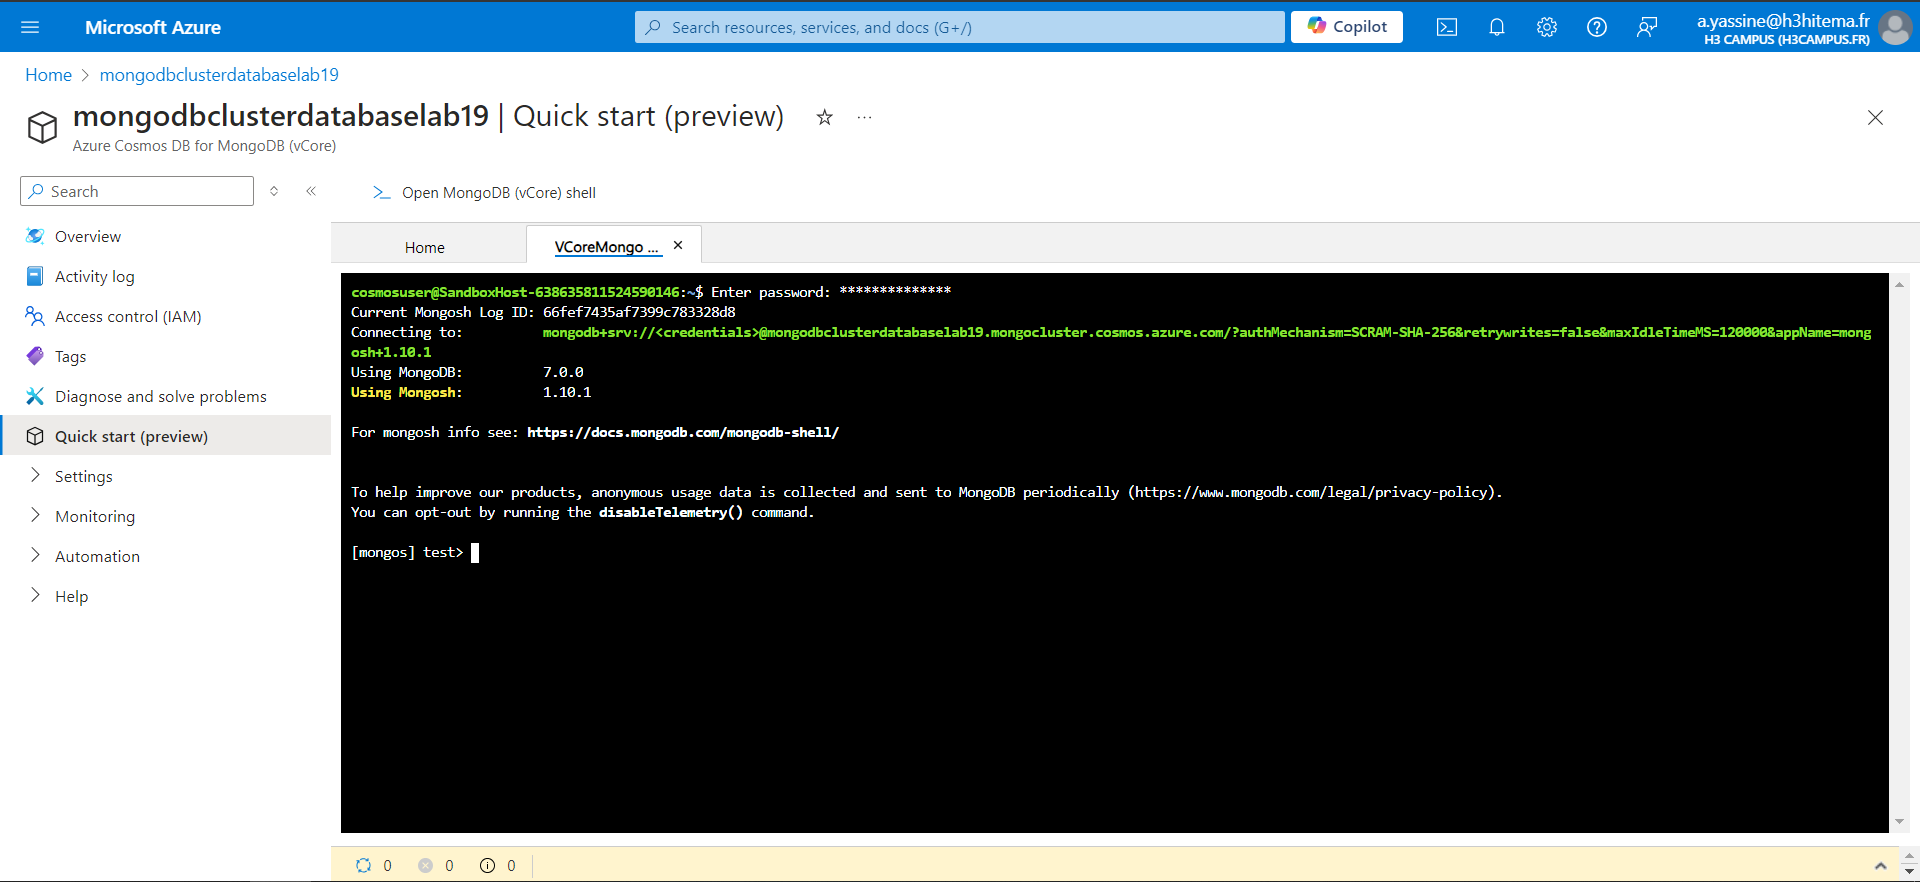 Microsoft Azure
Search resources, services, and docs (G+/)
Copilot
a.yassine@h3hitema.fr
H3 CAMPUS (H3CAMPUS.FR)
Home > mongodbclusterdatabaselab19
mongodbclusterdatabaselab19 | Quick start (preview)
Azure Cosmos DB for MongoDB (vCore)
Search
Open MongoDB (vCore) shell
Overview
Activity log
Access control (IAM)
Tags
Diagnose and solve problems
Quick start (preview)
Settings
Monitoring
Automation
Help
Home
VCoreMongo ...
cosmosuser@SandboxHost-638635811524590146:~$ Enter password: **************
Current Mongosh Log ID: 66fef7435af7399c783328d8
Connecting to: mongodb+srv://<credentials>@mongodbclusterdatabaselab19.mongocluster.cosmos.azure.com/?authMechanism=SCRAM-SHA-256&retrywrites=false&maxIdleTimeMS=120000&appName=mong
osh+1.10.1
Using MongoDB: 7.0.0
Using Mongosh: 1.10.1
For mongosh info see: https://docs.mongodb.com/mongodb-shell/
To help improve our products, anonymous usage data is collected and sent to MongoDB periodically (https://www.mongodb.com/legal/privacy-policy).
You can opt-out by running the disableTelemetry() command.
[mongos] test>
0 0 0